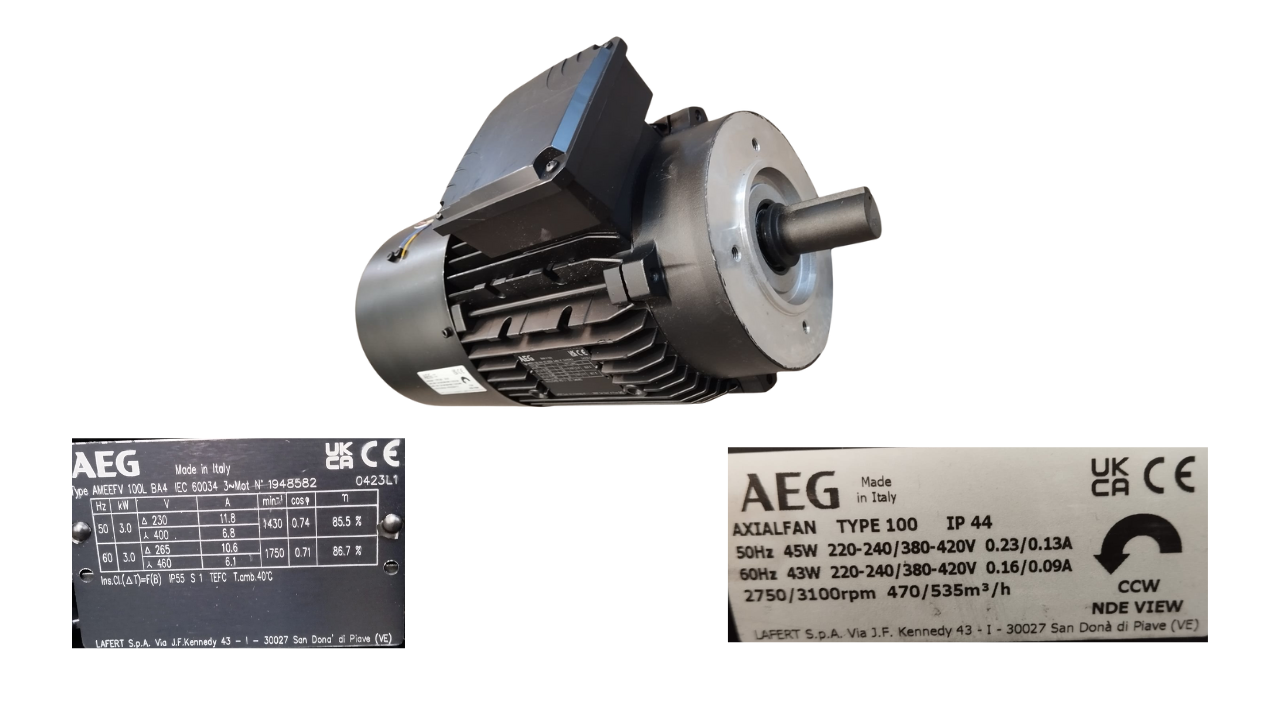 AEG
UK
CE
AEG
Made in Italy
UK
CA
CE
Type AMEEFV 100L BA4 IEC 60034 3~Mot N° 1948582 0423L1
Hz kW V A min⁻¹ cosφ η
50 3.0 Δ 230 11.8 1430 0.74 85.5 %
⅄ 400 6.8
60 3.0 Δ 265 10.6 1750 0.71 86.7 %
⅄ 460 6.1
Ins.Cl.(ΔT)=F(B) IP55 S 1 TEFC T.amb.40°C
LAFERT S.p.A. Via J.F.Kennedy 43 - I - 30027 San Dona' di Piave (VE)
AEG
Made
in Italy
UK
CA
CE
AXIALFAN TYPE 100 IP 44
50Hz 45W 220-240/380-420V 0.23/0.13A
60Hz 43W 220-240/380-420V 0.16/0.09A
2750/3100rpm 470/535m³/h
CCW
NDE VIEW
LAFERT S.p.A. Via J.F. Kennedy 43 - I - 30027 San Donà di Piave (VE)